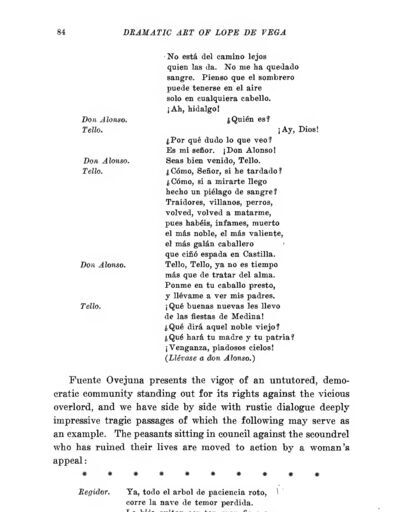 84 DRAMATIC ART OF LOPE DE VEGA
No está del camino lejos
quien las da. No me ha quedado
sangre. Pienso que el sombrero
puede tenerse en el aire
solo en cualquiera cabello.
¡Ah, hidalgo!
Don Alonso. ¿Quién es?
Tello. ¡Ay, Dios!
¿Por qué dudo lo que veo?
Es mi señor. ¡Don Alonso!
Don Alonso. Seas bien venido, Tello.
Tello. ¿Cómo, Señor, si he tardado?
¿Cómo, si a mirarte llego
hecho un piélago de sangre?
Traidores, villanos, perros,
volved, volved a matarme,
pues habéis, infames, muerto
el más noble, el más valiente,
el más galán caballero
que ciñó espada en Castilla.
Don Alonso. Tello, Tello, ya no es tiempo
más que de tratar del alma.
Ponme en tu caballo presto,
y llévame a ver mis padres.
Tello. ¡Qué buenas nuevas les llevo
de las fiestas de Medina!
¿Qué dirá aquel noble viejo?
¿Qué hará tu madre y tu patria?
¡Venganza, piadosos cielos!
(Llévase a don Alonso.)
Fuente Ovejuna presents the vigor of an untutored, demo-
cratic community standing out for its rights against the vicious
overlord, and we have side by side with rustic dialogue deeply
impressive tragic passages of which the following may serve as
an example. The peasants sitting in council against the scoundrel
who has ruined their lives are moved to action by a woman's
appeal:
* * * * * * * * *
Regidor. Ya, todo el arbol de paciencia roto,
corre la nave de temor perdida.